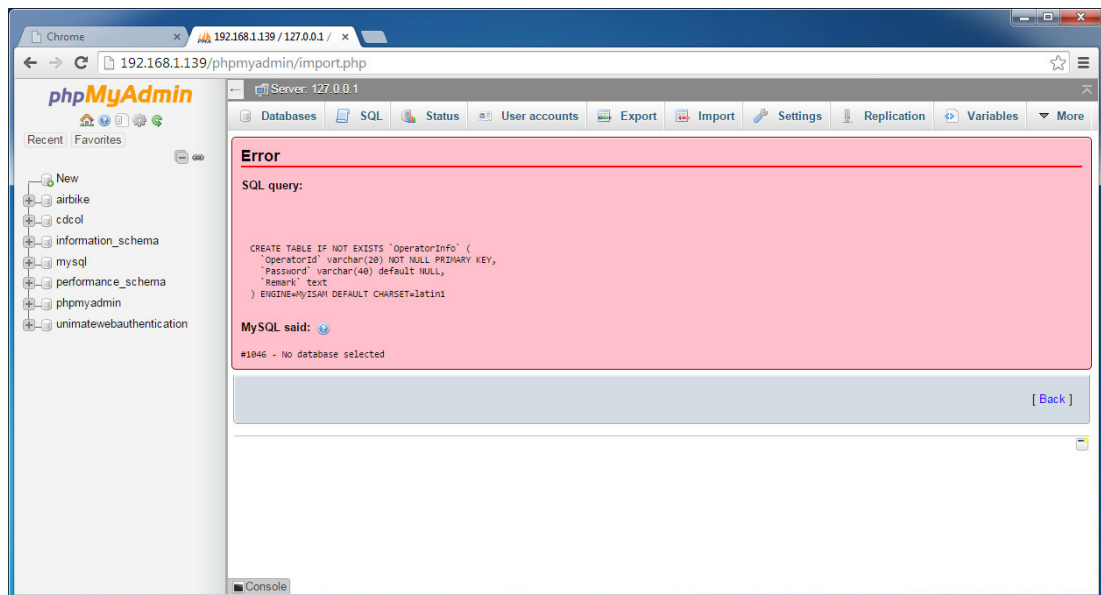 Chrome
192.168.1.139 / 127.0.0.1 /
192.168.1.139/phpmyadmin/import.php
phpMyAdmin
Recent Favorites
New
airbike
cdcol
information_schema
mysql
performance_schema
phpmyadmin
unimatewebauthentication
Server: 127.0.0.1
Databases SQL Status User accounts Export Import Settings Replication Variables More
Error
SQL query:
CREATE TABLE IF NOT EXISTS `OperatorInfo` (
`OperatorId` varchar(20) NOT NULL PRIMARY KEY,
`Password` varchar(40) default NULL,
`Remark` text
) ENGINE=MyISAM DEFAULT CHARSET=latin1
MySQL said:
#1046 - No database selected
[ Back ]
Console